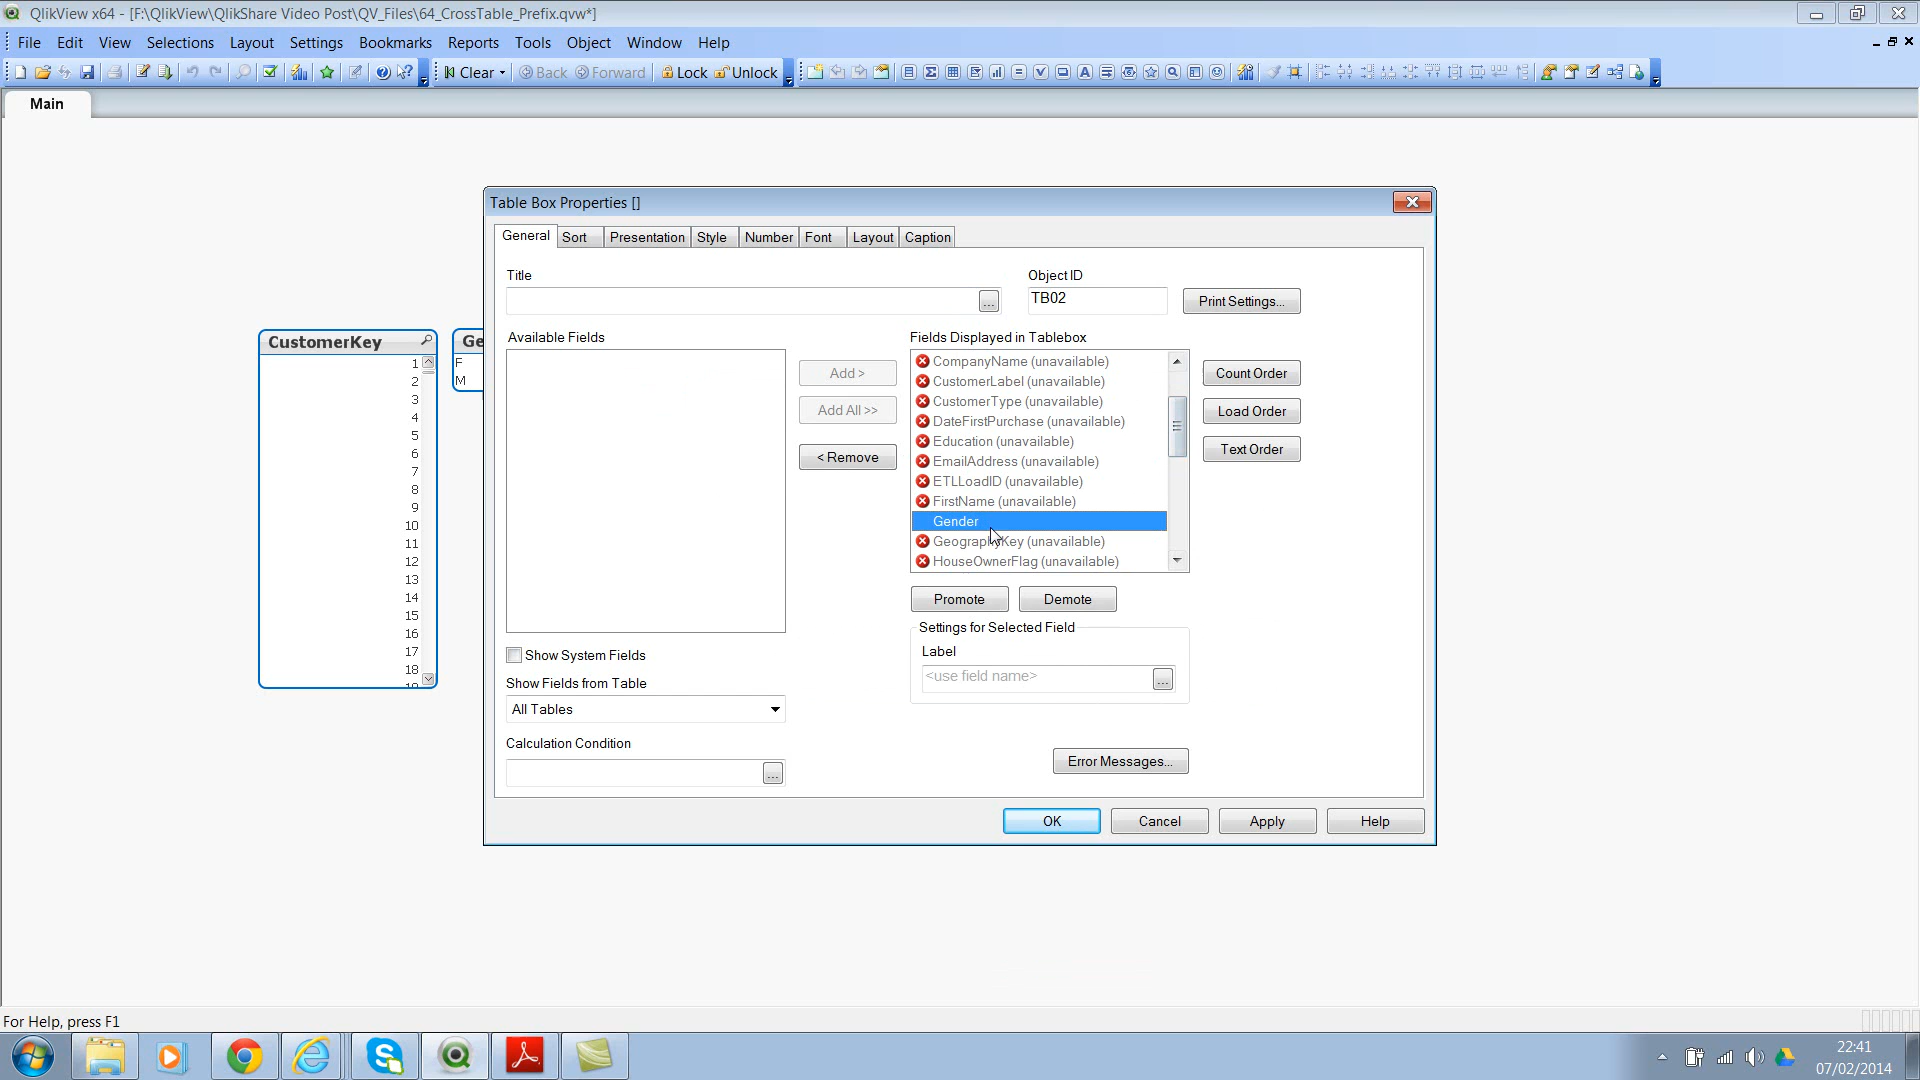 QlikView x64 - [F:\QlikView\QlikShare Video Post\QV_Files\64_CrossTable_Prefix.qvw*]
File Edit View Selections Layout Settings Bookmarks Reports Tools Object Window Help
Clear Back Forward Lock Unlock
Main
Table Box Properties []
General Sort Presentation Style Number Font Layout Caption
Title Object ID
TB02 Print Settings...
...
Available Fields Fields Displayed in Tablebox
CustomerKey
1
2
3
4
5
6
7
8
9
10
11
12
13
14
15
16
17
18
19
Ge
F
M
Add >
Add All >>
< Remove
CompanyName (unavailable)
CustomerLabel (unavailable)
CustomerType (unavailable)
DateFirstPurchase (unavailable)
Education (unavailable)
EmailAddress (unavailable)
ETLLoadID (unavailable)
FirstName (unavailable)
Gender
GeographyKey (unavailable)
HouseOwnerFlag (unavailable)
Count Order
Load Order
Text Order
Promote Demote
Settings for Selected Field
Label
<use field name> ...
Show System Fields
Show Fields from Table
All Tables
Calculation Condition
...
Error Messages...
OK Cancel Apply Help
For Help, press F1
22:41
07/02/2014